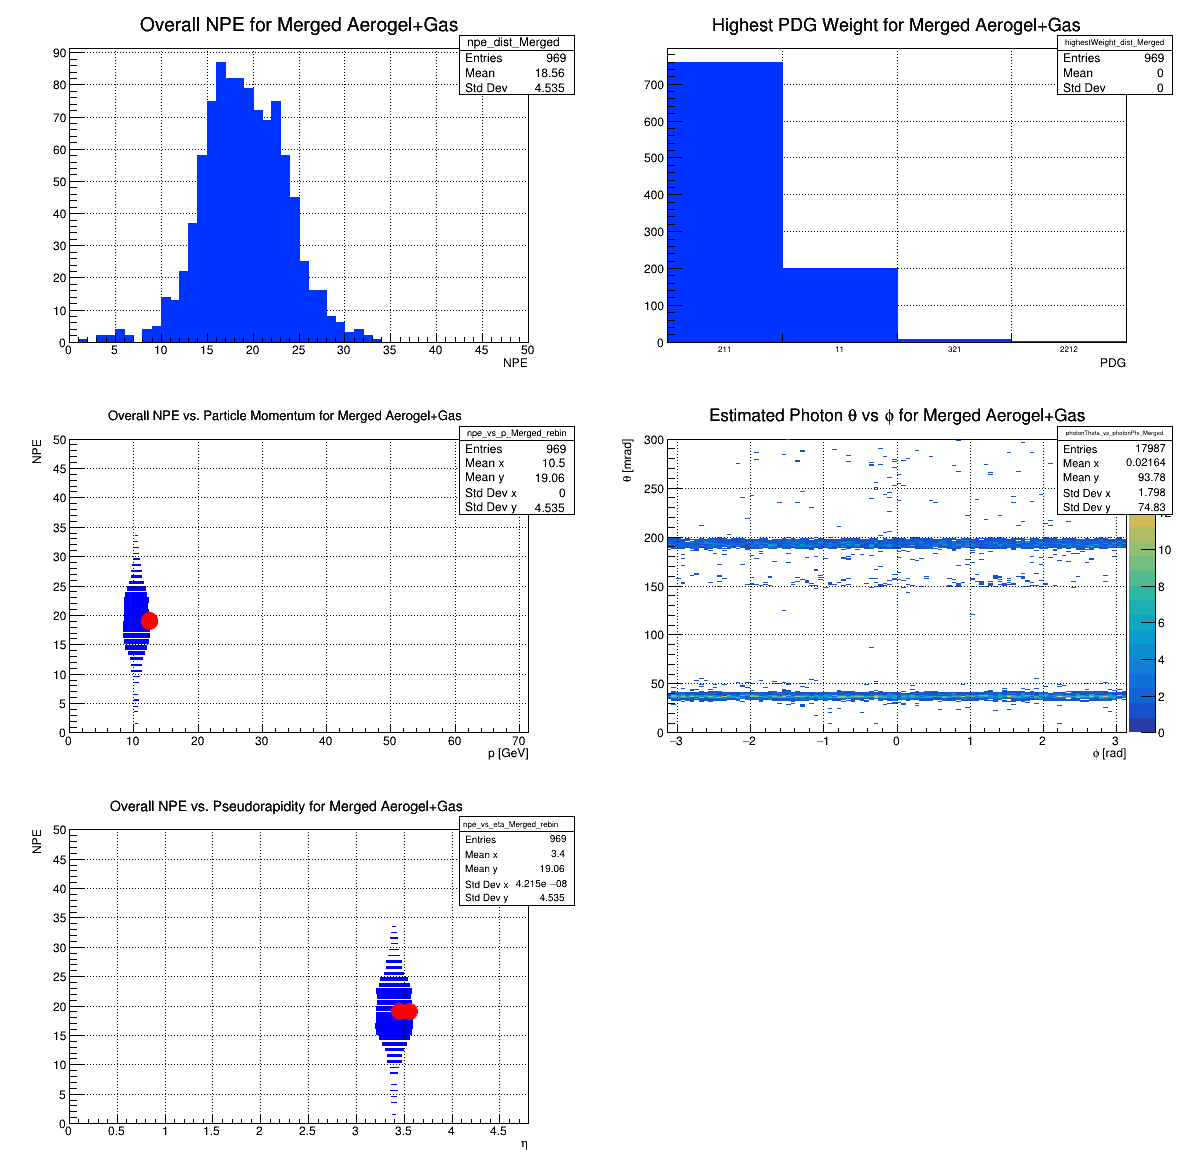 Overall NPE for Merged Aerogel+Gas
npe_dist_Merged
Entries 969
Mean 18.56
Std Dev 4.535
90
80
70
60
50
40
30
20
10
0
0 5 10 15 20 25 30 35 40 45 50
NPE
Highest PDG Weight for Merged Aerogel+Gas
highestWeight_dist_Merged
Entries 969
Mean 0
Std Dev 0
700
600
500
400
300
200
100
0
211 11 321 2212
PDG
Overall NPE vs. Particle Momentum for Merged Aerogel+Gas
npe_vs_p_Merged_rebin
Entries 969
Mean x 10.5
Mean y 19.06
Std Dev x 0
Std Dev y 4.535
NPE
50
45
40
35
30
25
20
15
10
5
0
0 10 20 30 40 50 60 70
p [GeV]
Estimated Photon θ vs ϕ for Merged Aerogel+Gas
photonTheta_vs_photonPhi_Merged
Entries 17987
Mean x 0.02164
Mean y 93.78
Std Dev x 1.798
Std Dev y 74.83
θ [mrad]
300
250
200
150
100
50
0
−3 −2 −1 0 1 2 3
ϕ [rad]
12
10
8
6
4
2
0
Overall NPE vs. Pseudorapidity for Merged Aerogel+Gas
npe_vs_eta_Merged_rebin
Entries 969
Mean x 3.4
Mean y 19.06
Std Dev x 4.215e −08
Std Dev y 4.535
NPE
50
45
40
35
30
25
20
15
10
5
0
0 0.5 1 1.5 2 2.5 3 3.5 4 4.5
η